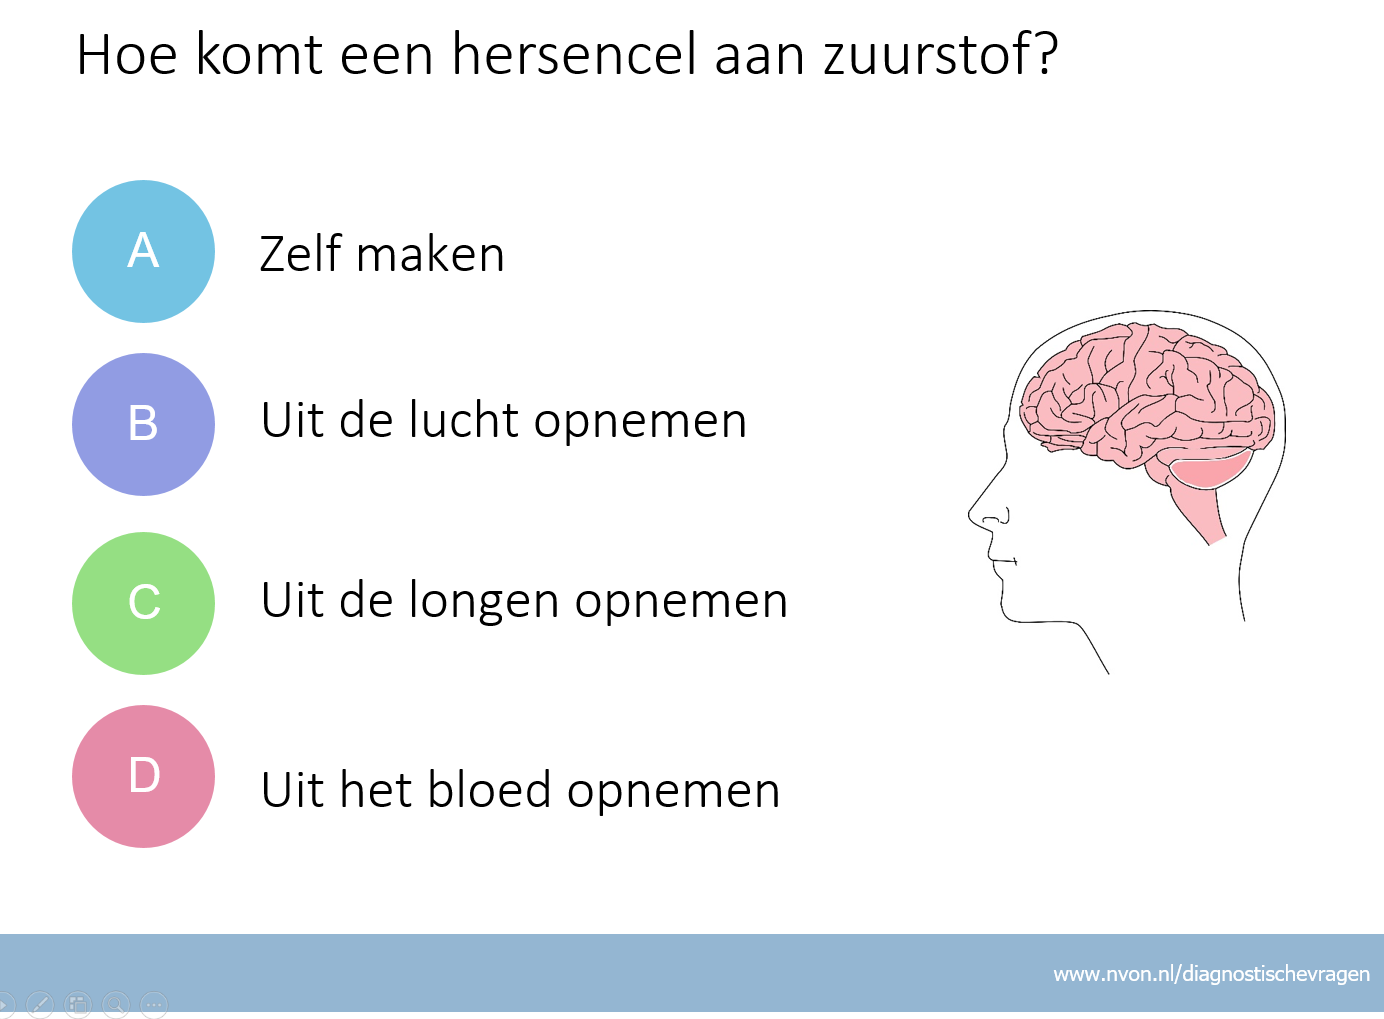 Hoe komt een hersencel aan zuurstof?
A
Zelf maken
B
Uit de lucht opnemen
C
Uit de longen opnemen
D
Uit het bloed opnemen
www.nvon.nl/diagnostischevragen